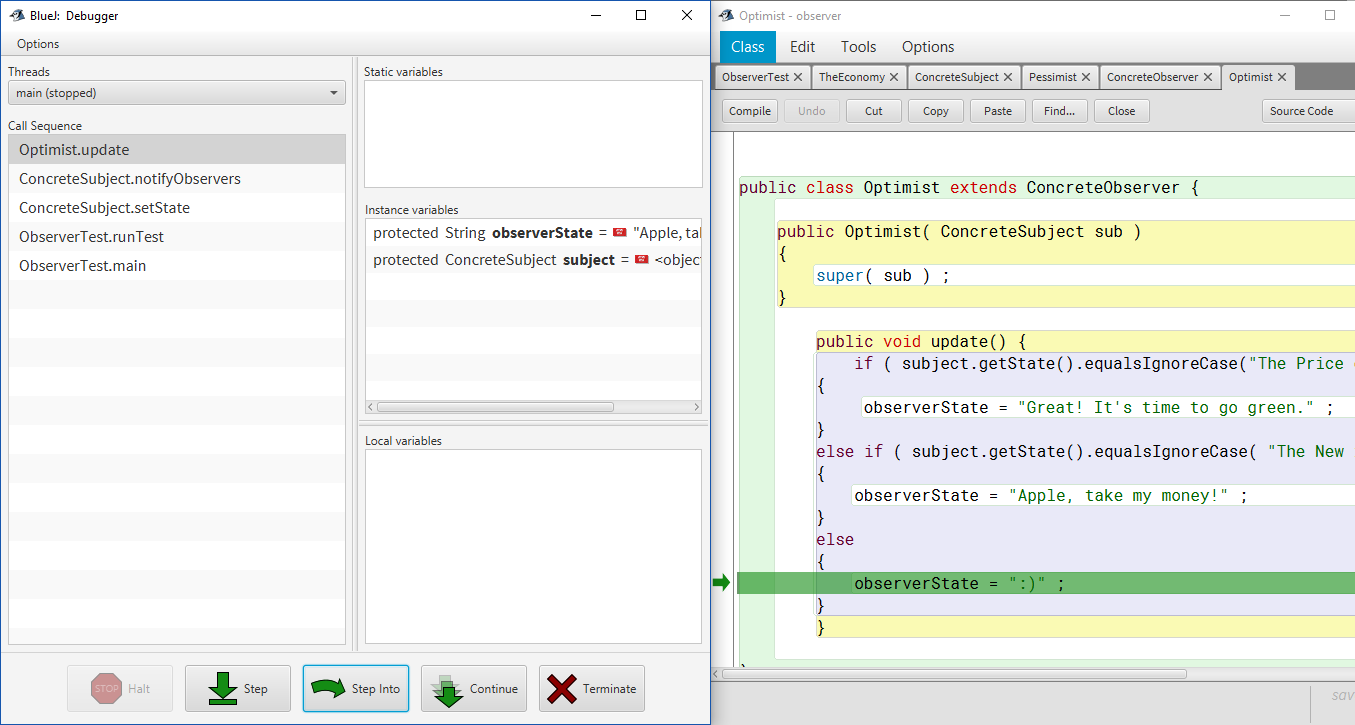 BlueJ: Debugger
Options
Threads
main (stopped)
Call Sequence
Optimist.update
ConcreteSubject.notifyObservers
ConcreteSubject.setState
ObserverTest.runTest
ObserverTest.main
Static variables
Instance variables
protected String observerState = "Apple, tal
protected ConcreteSubject subject = <objec
Local variables
STOP Halt
Step
Step Into
Continue
Terminate
Optimist - observer
Class Edit Tools Options
ObserverTest TheEconomy ConcreteSubject Pessimist ConcreteObserver Optimist
Compile Undo Cut Copy Paste Find... Close Source Code
public class Optimist extends ConcreteObserver {
public Optimist( ConcreteSubject sub )
{
super( sub ) ;
}
public void update() {
if ( subject.getState().equalsIgnoreCase("The Price
{
observerState = "Great! It's time to go green." ;
}
else if ( subject.getState().equalsIgnoreCase( "The New
{
observerState = "Apple, take my money!" ;
}
else
{
observerState = ":)" ;
}
}
sav